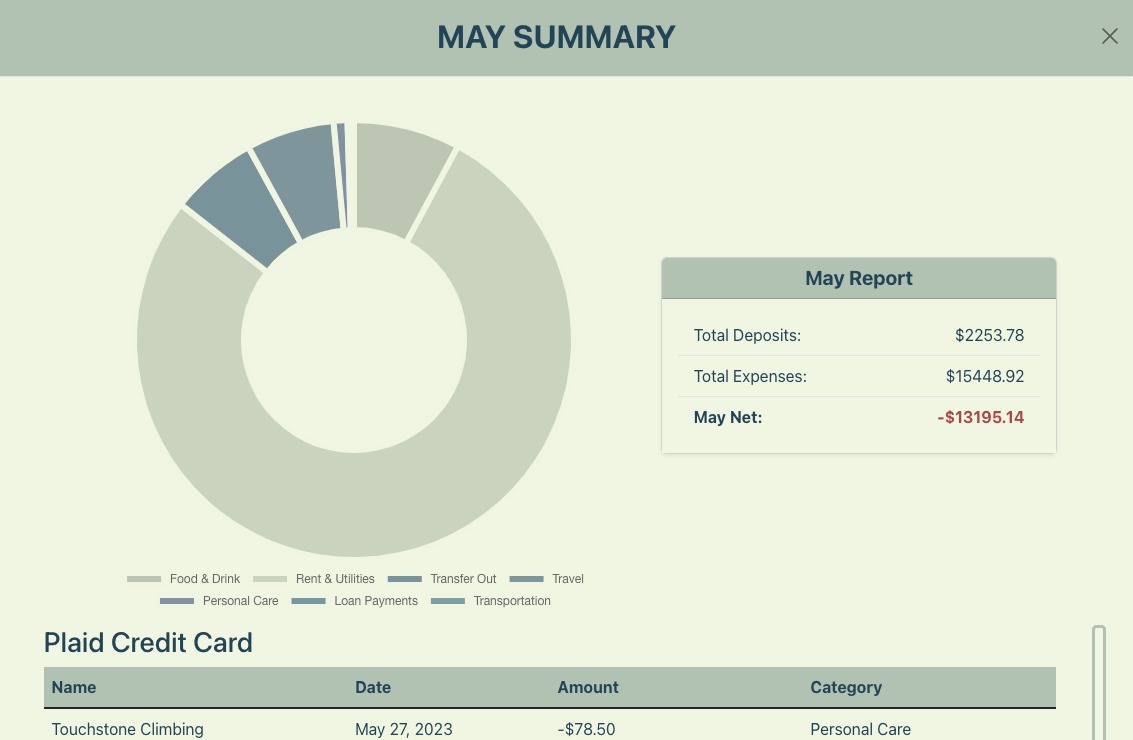 MAY SUMMARY
May Report
Total Deposits: $2253.78
Total Expenses: $15448.92
May Net: -$13195.14
Food & Drink Rent & Utilities Transfer Out Travel
Personal Care Loan Payments Transportation
Plaid Credit Card
Name Date Amount Category
Touchstone Climbing May 27, 2023 -$78.50 Personal Care